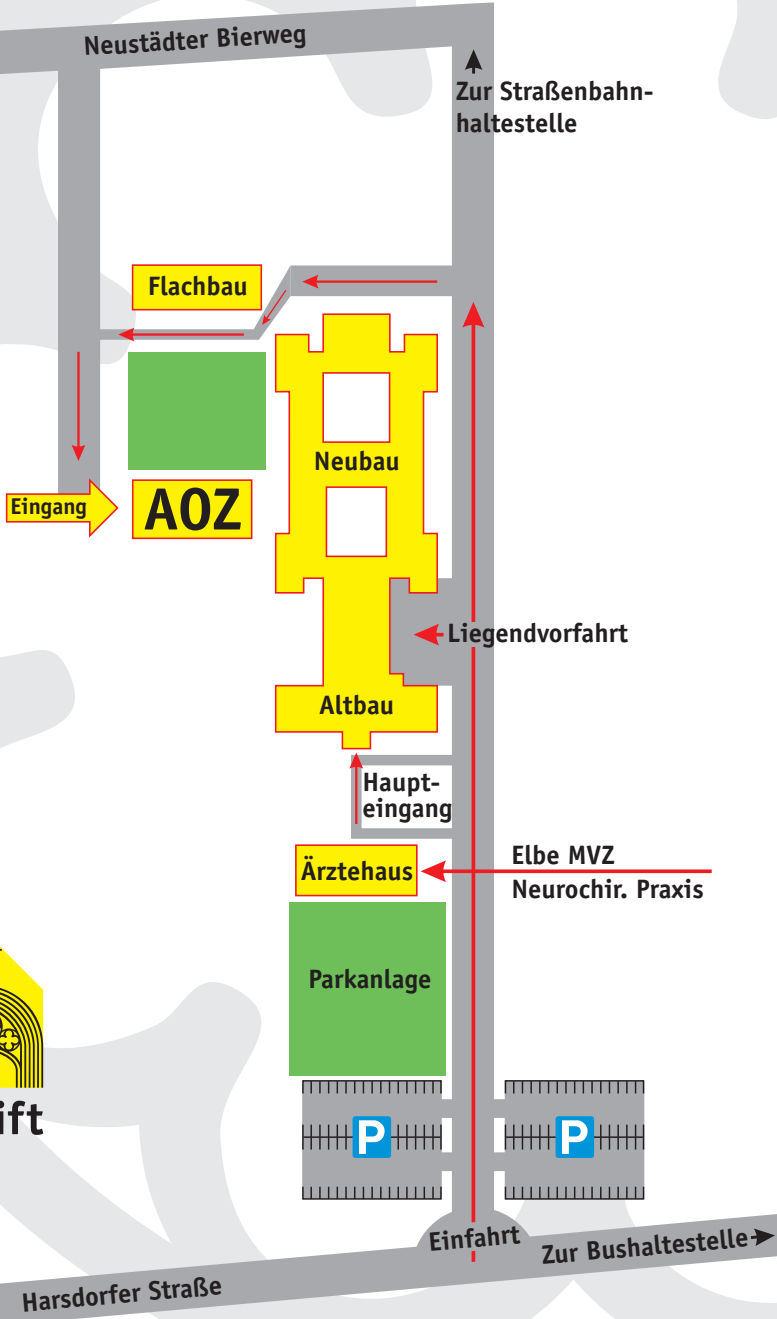 Neustädter Bierweg
Zur Straßenbahn-
haltestelle
Flachbau
Neubau
Eingang
AOZ
Liegendvorfahrt
Altbau
Haupt-
eingang
Ärztehaus
Elbe MVZ
Neurochir. Praxis
Parkanlage
ift
P
P
Einfahrt
Zur Bushaltestelle
Harsdorfer Straße